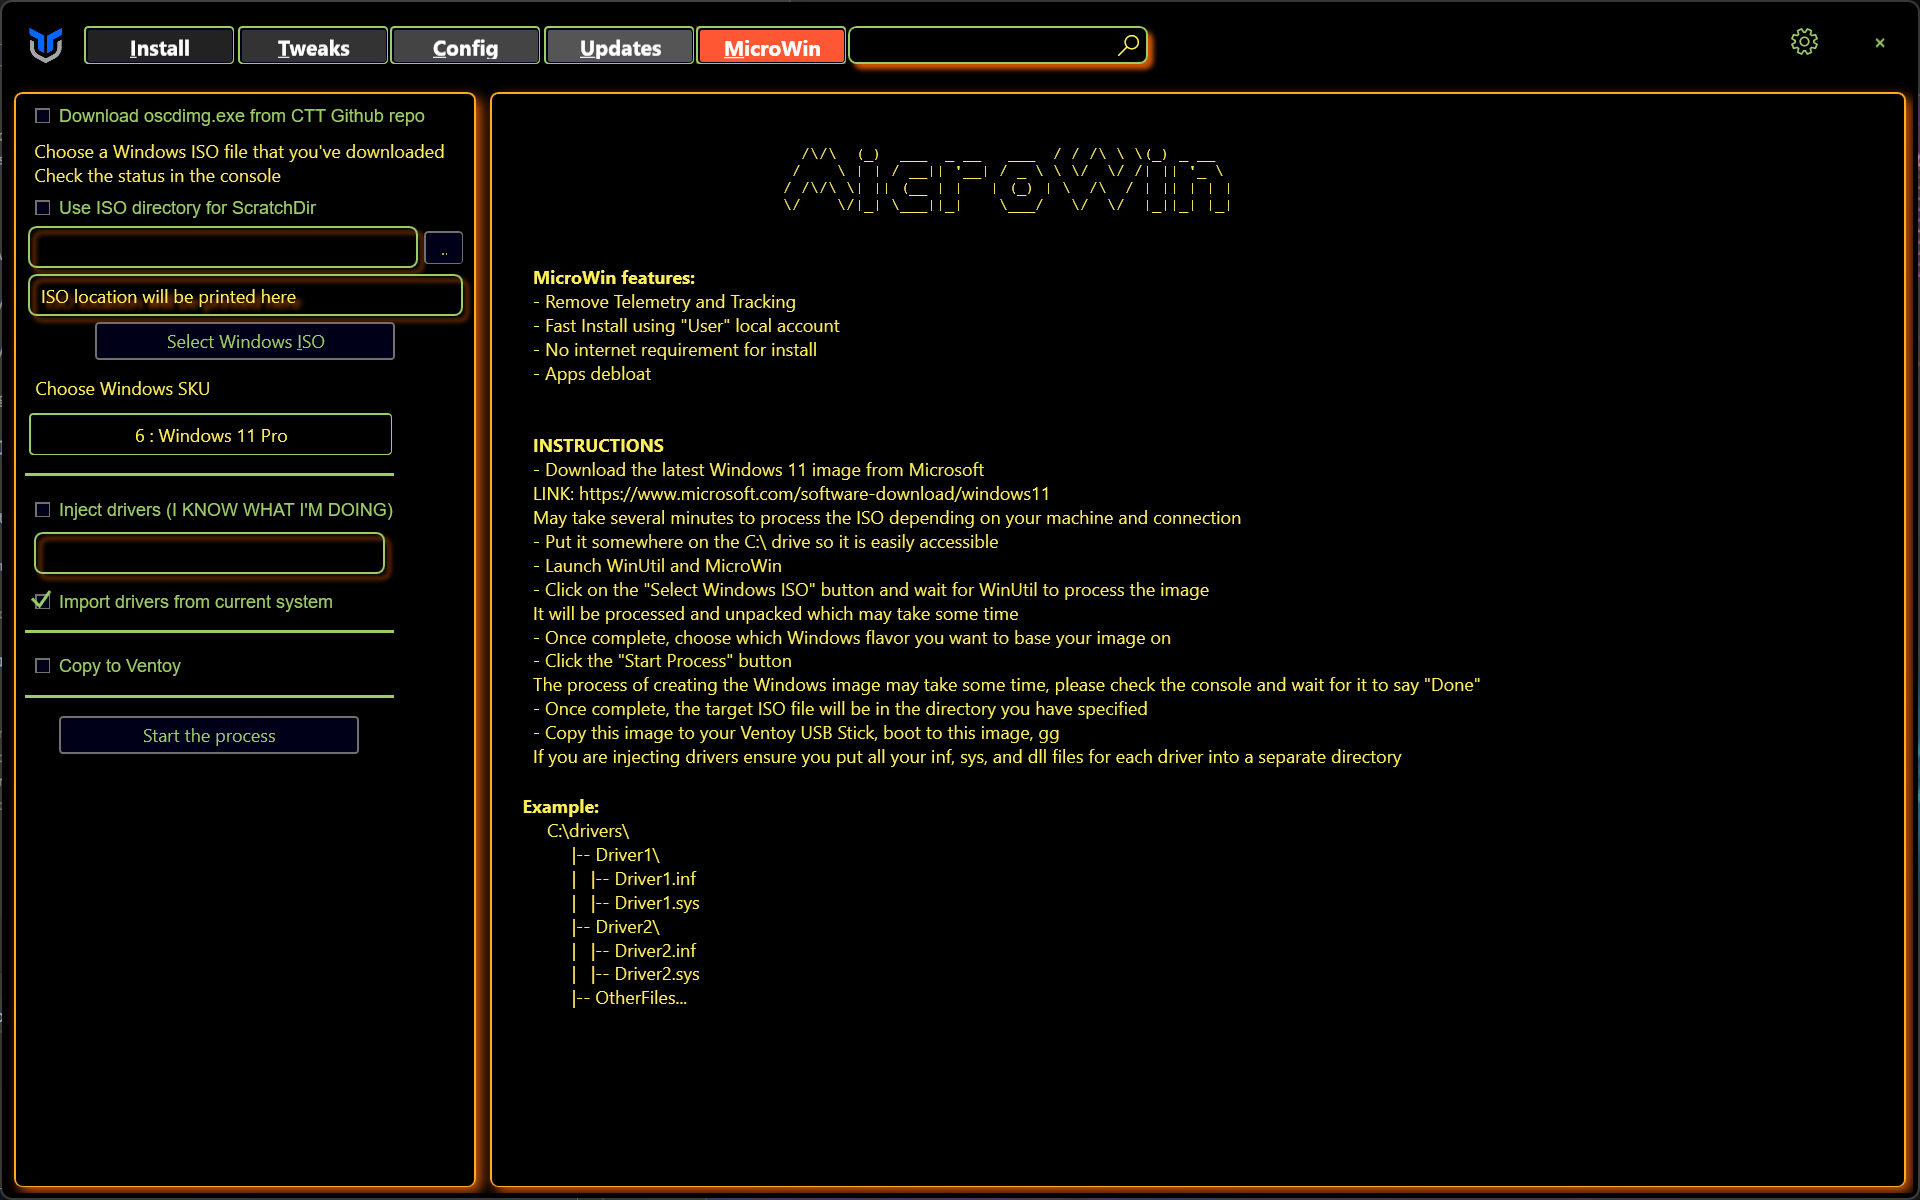 Install
Tweaks
Config
Updates
MicroWin
Download oscdimg.exe from CTT Github repo
Choose a Windows ISO file that you've downloaded
Check the status in the console
Use ISO directory for ScratchDir
..
ISO location will be printed here
Select Windows ISO
Choose Windows SKU
6 : Windows 11 Pro
Inject drivers (I KNOW WHAT I'M DOING)
Import drivers from current system
Copy to Ventoy
Start the process
MicroWin
MicroWin features:
- Remove Telemetry and Tracking
- Fast Install using "User" local account
- No internet requirement for install
- Apps debloat
INSTRUCTIONS
- Download the latest Windows 11 image from Microsoft
LINK: https://www.microsoft.com/software-download/windows11
May take several minutes to process the ISO depending on your machine and connection
- Put it somewhere on the C:\ drive so it is easily accessible
- Launch WinUtil and MicroWin
- Click on the "Select Windows ISO" button and wait for WinUtil to process the image
It will be processed and unpacked which may take some time
- Once complete, choose which Windows flavor you want to base your image on
- Click the "Start Process" button
The process of creating the Windows image may take some time, please check the console and wait for it to say "Done"
- Once complete, the target ISO file will be in the directory you have specified
- Copy this image to your Ventoy USB Stick, boot to this image, gg
If you are injecting drivers ensure you put all your inf, sys, and dll files for each driver into a separate directory
Example:
C:\drivers\
|-- Driver1\
|   |-- Driver1.inf
|   |-- Driver1.sys
|-- Driver2\
|   |-- Driver2.inf
|   |-- Driver2.sys
|-- OtherFiles...